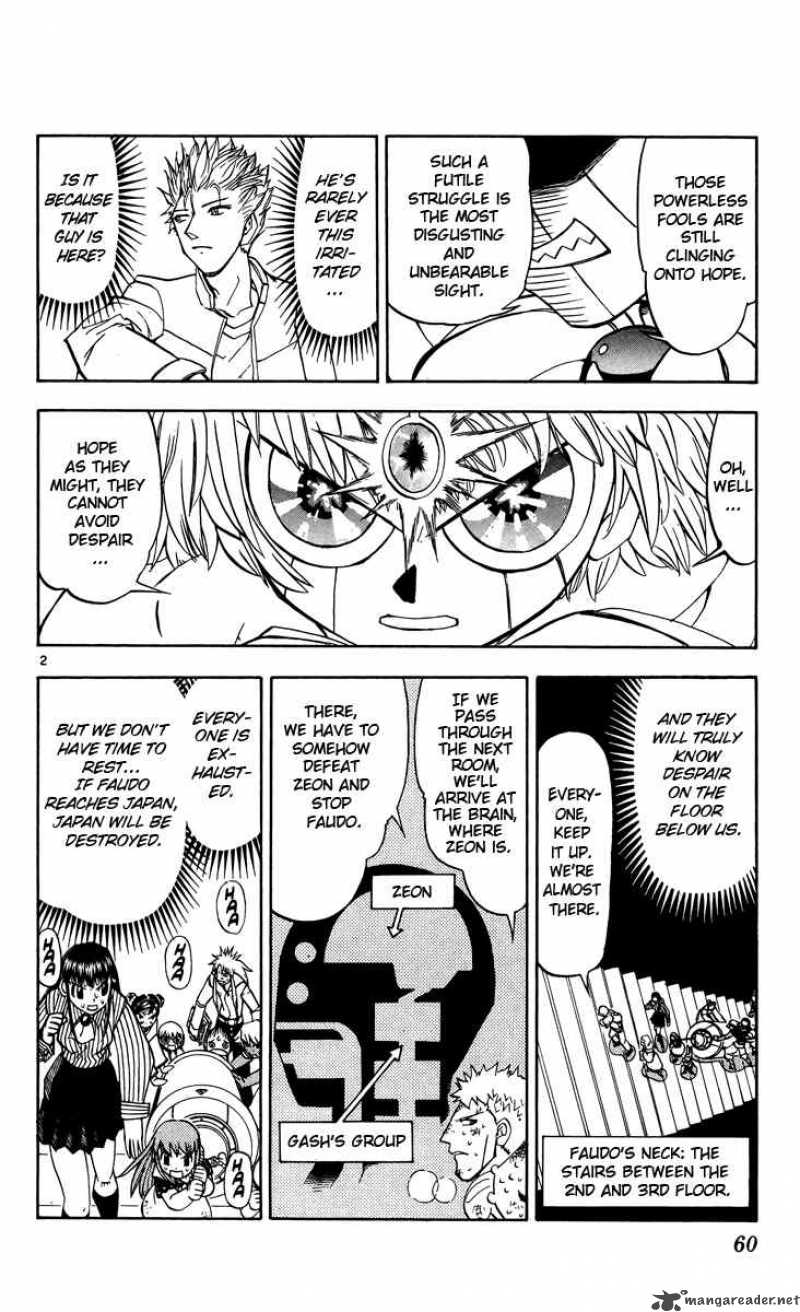 THOSE
POWERLESS
FOOLS ARE
STILL
CLINGING
ONTO HOPE.
SUCH A
FUTILE
STRUGGLE IS
THE MOST
DISGUSTING
AND
UNBEARABLE
SIGHT.
HE'S
RARELY
EVER
THIS
IRRI-
TATED
...
IS IT
BECAUSE
THAT
GUY IS
HERE?
OH,
WELL
...
HOPE
AS THEY
MIGHT, THEY
CANNOT
AVOID
DESPAIR
...
2
AND THEY
WILL TRULY
KNOW
DESPAIR
ON THE
FLOOR
BELOW US.
EVERY-
ONE,
KEEP
IT UP.
WE'RE
ALMOST
THERE.
FAUDO'S NECK: THE
STAIRS BETWEEN THE
2ND AND 3RD FLOOR.
IF WE
PASS
THROUGH
THE NEXT
ROOM,
WE'LL
ARRIVE AT
THE BRAIN,
WHERE
ZEON IS.
THERE,
WE HAVE TO
SOMEHOW
DEFEAT
ZEON AND
STOP
FAUDO.
ZEON
GASH'S GROUP
EVERY-
ONE IS
EX-
HAUST-
ED.
BUT WE DON'T
HAVE TIME TO
REST...
IF FAUDO
REACHES JAPAN,
JAPAN WILL BE
DESTROYED.
HAA
HAA
HAA
HAA
60
mangareader.net